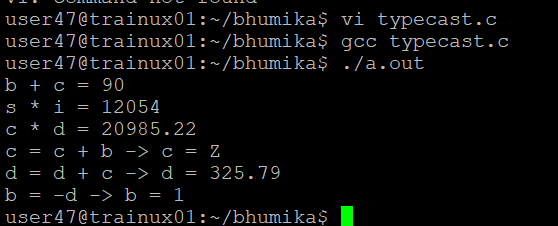 vi: command not found
user47@trainux01:~/bhumika$ vi typecast.c
user47@trainux01:~/bhumika$ gcc typecast.c
user47@trainux01:~/bhumika$ ./a.out
b + c = 90
s * i = 12054
c * d = 20985.22
c = c + b -> c = Z
d = d + c -> d = 325.79
b = -d -> b = 1
user47@trainux01:~/bhumika$